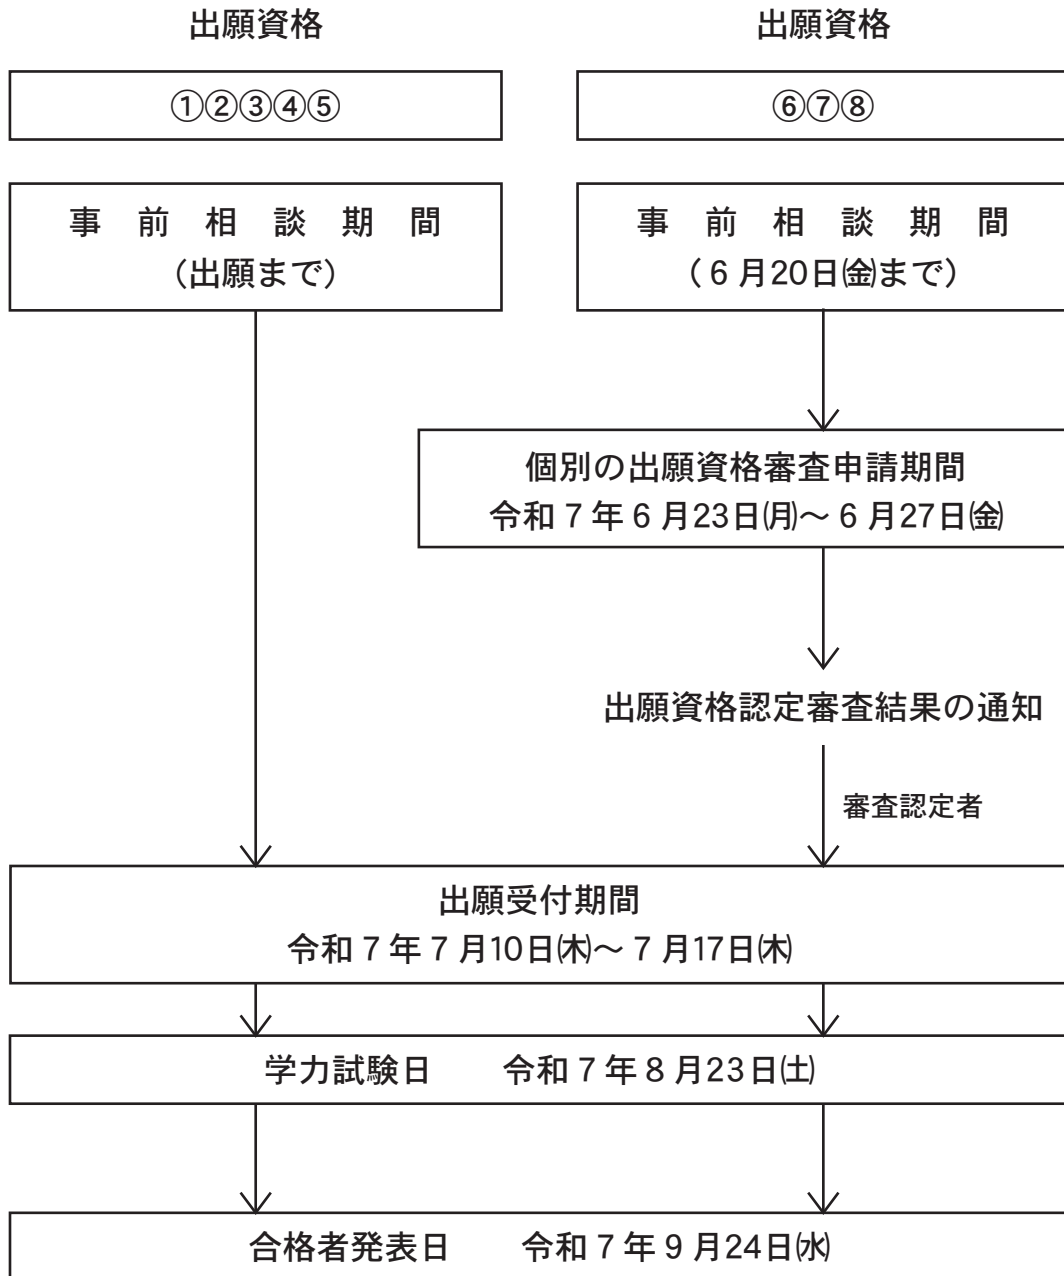 出願資格
①②③④⑤
事前相談期間
（出願まで）
出願資格
⑥⑦⑧
事前相談期間
（６月20日㈮まで）
個別の出願資格審査申請期間
令和７年６月23日㈪～６月27日㈮
出願資格認定審査結果の通知
審査認定者
出願受付期間
令和７年７月10日㈭～７月17日㈭
学力試験日　　令和７年８月23日㈯
合格者発表日　　令和７年９月24日㈬